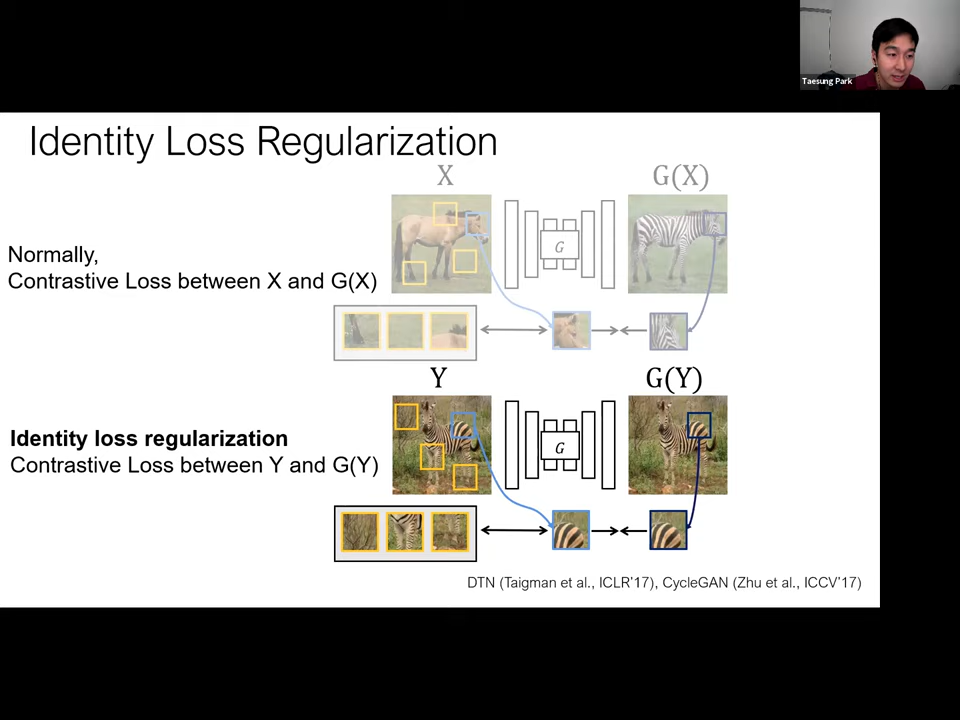 Taesung Park
Identity Loss Regularization
X
G(X)
G
Normally,
Contrastive Loss between X and G(X)
Y
G(Y)
G
Identity loss regularization
Contrastive Loss between Y and G(Y)
DTN (Taigman et al., ICLR'17), CycleGAN (Zhu et al., ICCV'17)